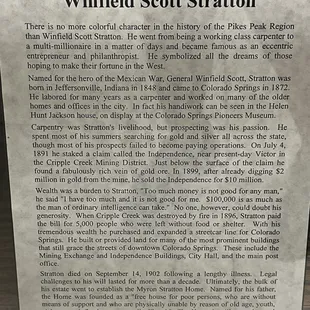 Winfield Scott Stratton
There is no more colorful character in the history of the Pikes Peak Region
than Winfield Scott Stratton. He went from being a working class carpenter to
a multi-millionaire in a matter of days and became famous as an eccentric
entrepreneur and philanthropist. He symbolized all the dreams of those
hoping to make their fortune in the West.
Named for the hero of the Mexican War, General Winfield Scott, Stratton was
born in Jeffersonville, Indiana in 1848 and came to Colorado Springs in 1872.
He labored for many years as a carpenter and worked on many of the older
homes and offices in the city. In fact his handiwork can be seen in the Helen
Hunt Jackson house, on display at the Colorado Springs Pioneers Museum.
Carpentry was Stratton's livelihood, but prospecting was his passion. He
spent most of his summers searching for gold and silver all across the state,
though most of his prospects failed to become paying operations. On July 4,
1891 he staked a claim called the Independence, near present-day Victor in
the Cripple Creek Mining District. Just below the surface of the claim he
found a fabulously rich vein of gold ore. In 1899, after already digging $2
million in gold from the mine, he sold the Independence for $10 million.
Wealth was a burden to Stratton, "Too much money is not good for any man,"
he said "I have too much and it is not good for me. $100,000 is as much as
the man of ordinary intelligence can take." No one, however, could doubt his
generosity. When Cripple Creek was destroyed by fire in 1896, Stratton paid
the bill for 5,000 people who were left without food or shelter. With his
tremendous wealth he purchased and expanded a streetcar line for Colorado
Springs. He built or provided land for many of the most prominent buildings
that still grace the streets of downtown Colorado Springs. These include the
Mining Exchange and Independence Buildings, City Hall, and the main post
office.
Stratton died on September 14, 1902 following a lengthy illness. Legal
challenges to his will lasted for more than a decade. Ultimately, the bulk of
his estate went to establish the Myron Stratton Home. Named for his father,
the Home was founded as a "free house for poor persons, who are without
means of support and who are physically unable by reason of old age, youth,